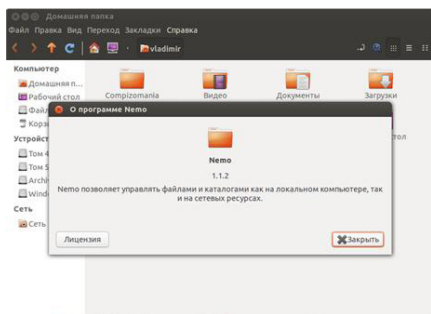 Домашняя папка
Файл Правка Вид Переход Закладки Справка
vladimir
Компьютер
Домашняя п...
Рабочий стол
Compizomania
Видео
Документы
Загрузки
О программе Nemo
Устройст
Том 4
Том 5
Archi
Windo
Сеть
Сеть
Nemo
1.1.2
Nemo позволяет управлять файлами и каталогами как на локальном компьютере, так
и на сетевых ресурсах.
Лицензия
Закрыть